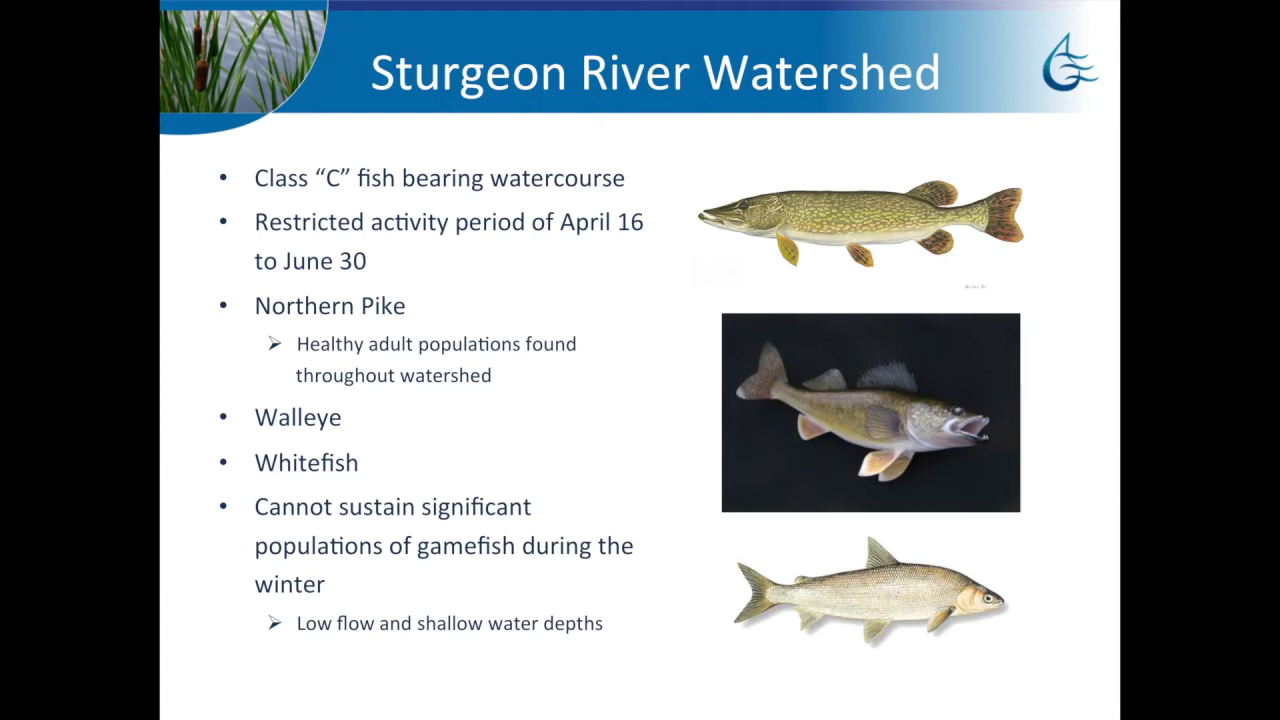 Sturgeon River Watershed
• Class “C” fish bearing watercourse
• Restricted activity period of April 16
to June 30
• Northern Pike
➢ Healthy adult populations found
throughout watershed
• Walleye
• Whitefish
• Cannot sustain significant
populations of gamefish during the
winter
➢ Low flow and shallow water depths